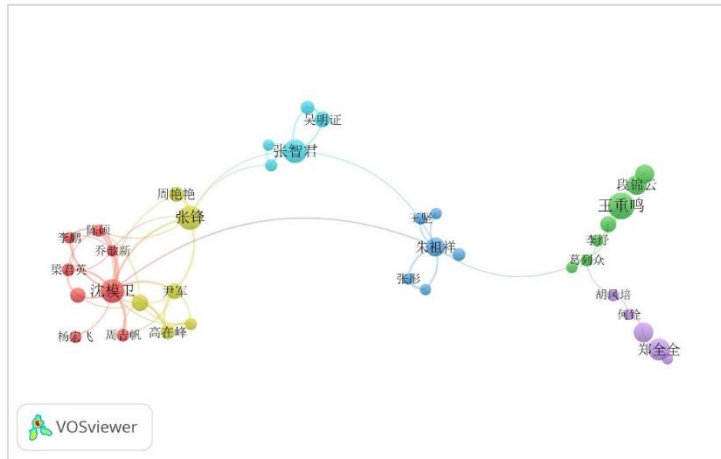 吴明证
张智君
周艳艳
段锦云
张锋
王重鸣
王坚
陈硕
李鹏
李纾
乔歆新
朱祖祥
葛列众
梁君英
张彤
沈模卫
尹军
胡凤培
何铨
高在峰
杨宏飞
周吉帆
郑全全
VOSviewer